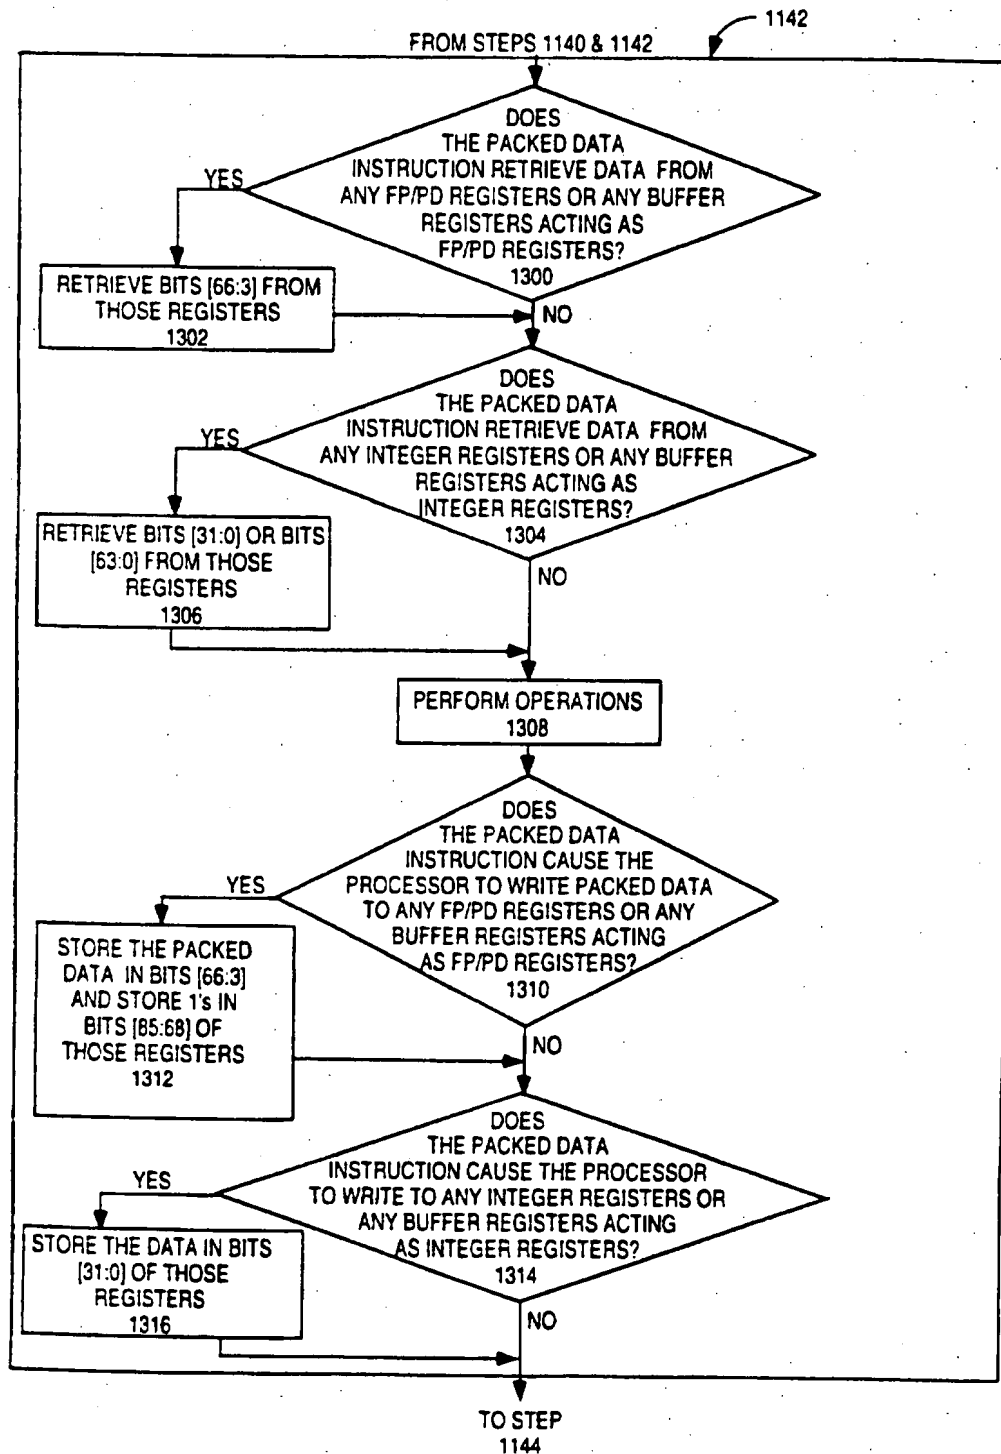 1142
FROM STEPS 1140 & 1142
DOES
THE PACKED DATA
INSTRUCTION RETRIEVE DATA FROM
ANY FP/PD REGISTERS OR ANY BUFFER
REGISTERS ACTING AS
FP/PD REGISTERS?
1300
YES
RETRIEVE BITS [66:3] FROM
THOSE REGISTERS
1302
NO
DOES
THE PACKED DATA
INSTRUCTION RETRIEVE DATA FROM
ANY INTEGER REGISTERS OR ANY BUFFER
REGISTERS ACTING AS
INTEGER REGISTERS?
1304
YES
RETRIEVE BITS [31:0] OR BITS
[63:0] FROM THOSE
REGISTERS
1306
NO
PERFORM OPERATIONS
1308
DOES
THE PACKED DATA
INSTRUCTION CAUSE THE
PROCESSOR TO WRITE PACKED DATA
TO ANY FP/PD REGISTERS OR ANY
BUFFER REGISTERS ACTING
AS FP/PD REGISTERS?
1310
YES
STORE THE PACKED
DATA IN BITS [66:3]
AND STORE 1's IN
BITS [85:68] OF
THOSE REGISTERS
1312
NO
DOES
THE PACKED DATA
INSTRUCTION CAUSE THE PROCESSOR
TO WRITE TO ANY INTEGER REGISTERS OR
ANY BUFFER REGISTERS ACTING
AS INTEGER REGISTERS?
1314
YES
STORE THE DATA IN BITS
[31:0] OF THOSE
REGISTERS
1316
NO
TO STEP
1144